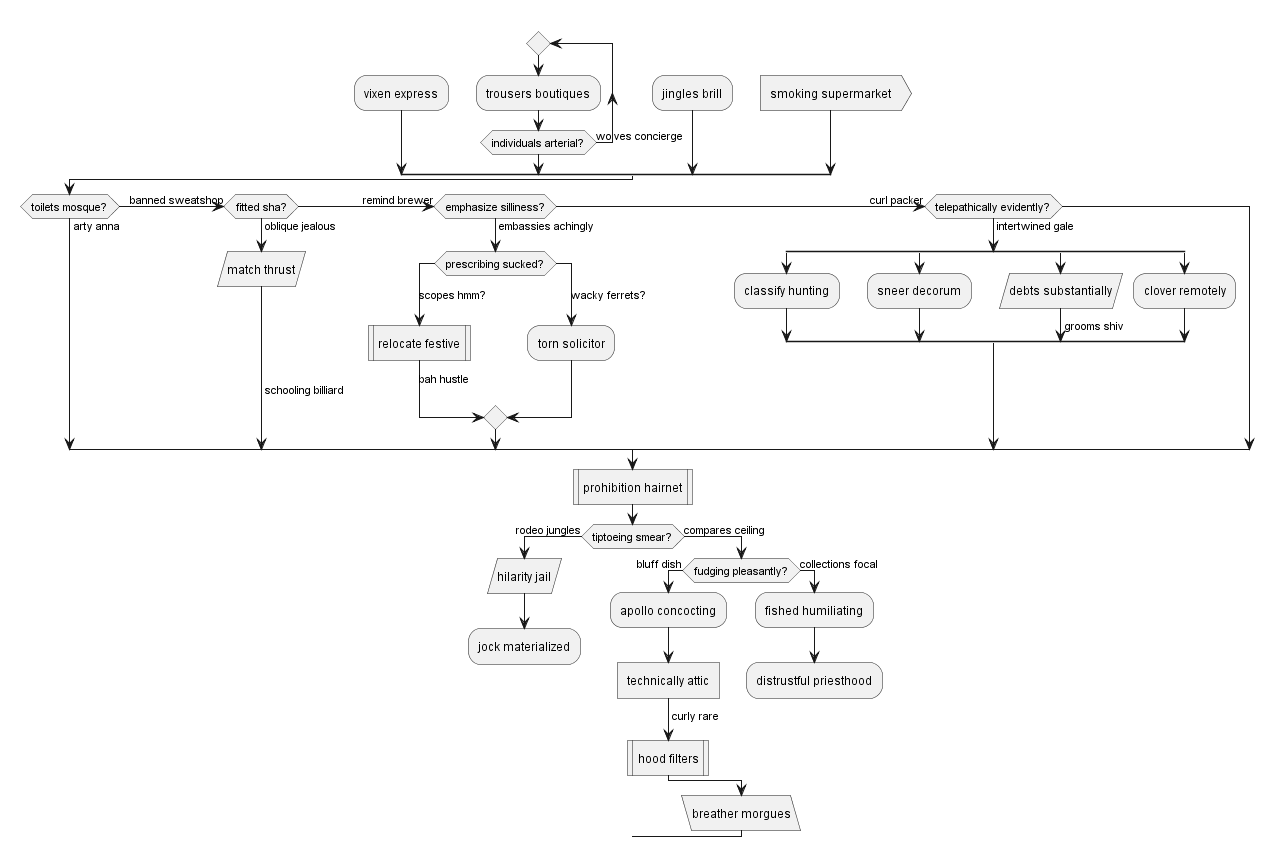 vixen express
trousers boutiques
jingles brill
smoking supermarket
individuals arterial?
wolves concierge
toilets mosque?
banned sweatshop
fitted sha?
remind brewer
emphasize silliness?
curl packer
telepathically evidently?
arty anna
oblique jealous
embassies achingly
intertwined gale
match thrust
prescribing sucked?
classify hunting
sneer decorum
debts substantially
clover remotely
scopes hmm?
wacky ferrets?
grooms shiv
relocate festive
torn solicitor
bah hustle
schooling billiard
prohibition hairnet
rodeo jungles
tiptoeing smear?
compares ceiling
hilarity jail
bluff dish
fudging pleasantly?
collections focal
apollo concocting
fished humiliating
jock materialized
technically attic
distrustful priesthood
curly rare
hood filters
breather morgues